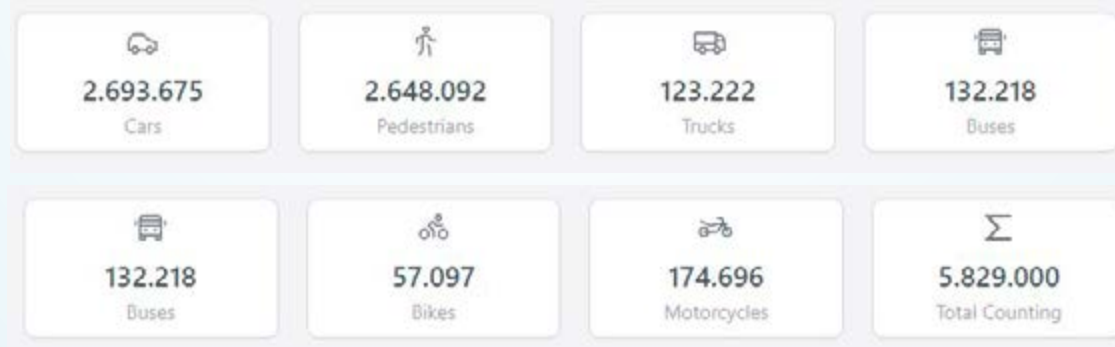 2.693.675 2.648.092 123.222 132.218
Cars Pedestrians Trucks Buses
132.218 57.097 174.696 5.829.000
Buses Bikes Motorcycles Total Counting